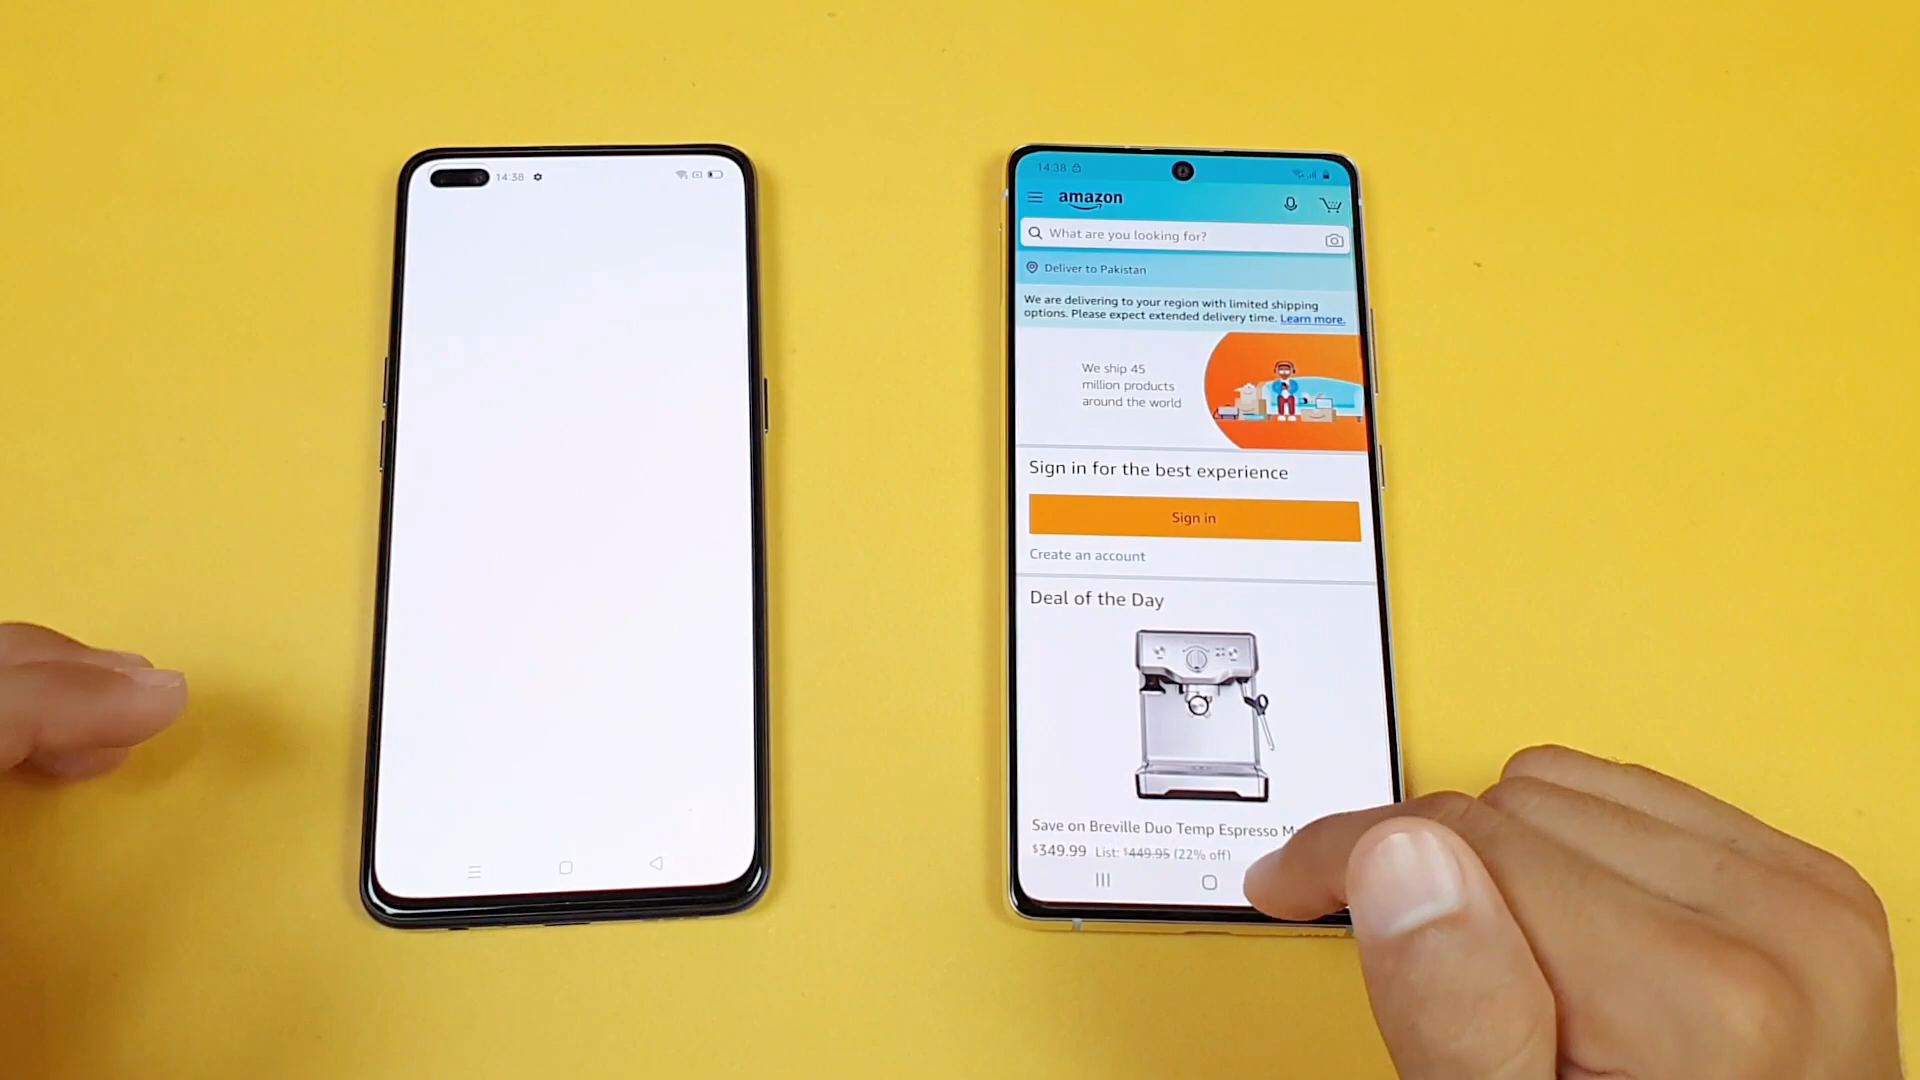 14:38
14:38
amazon
What are you looking for?
Deliver to Pakistan
We are delivering to your region with limited shipping
options. Please expect extended delivery time. Learn more.
We ship 45
million products
around the world
Sign in for the best experience
Sign in
Create an account
Deal of the Day
Save on Breville Duo Temp Espresso
$349.99 List: $449.95 (22% off)